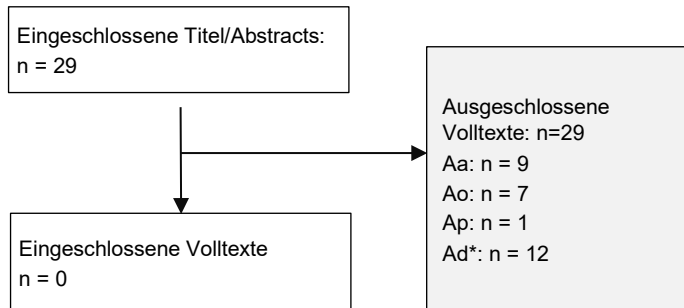 Eingeschlossene Titel/Abstracts:
n = 29
Ausgeschlossene
Volltexte: n=29
Aa: n = 9
Ao: n = 7
Ap: n = 1
Ad*: n = 12
Eingeschlossene Volltexte
n = 0